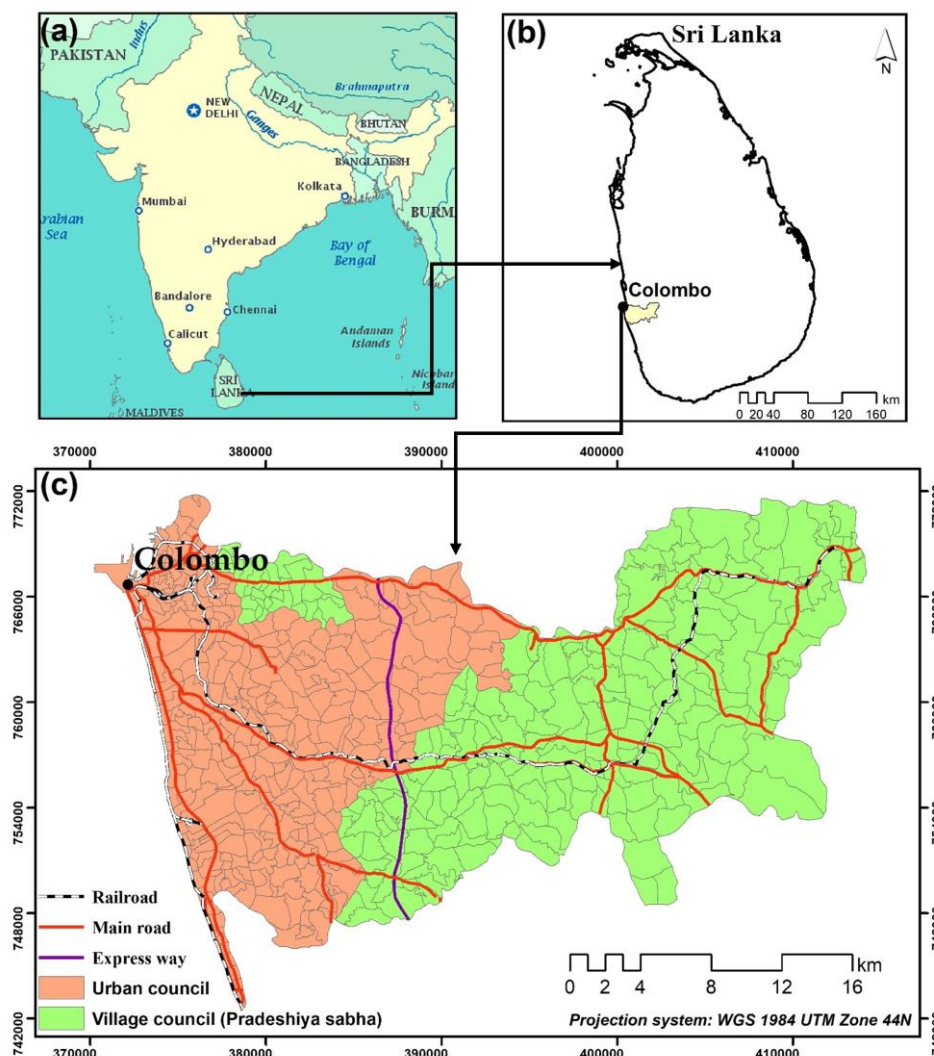 (a)
Indus
PAKISTAN
NEW
DELHI
NEPAL
Brahmaputra
Ganges
BHUTAN
BANGLADESH
Kolkata
Mumbai
BURM
Arabian
Sea
Hyderabad
Bay of
Bengal
Bandalore
Chennai
Andaman
Islands
Calicut
SRI
LANKA
Nicobar
Island
MALDIVES
(b)
Sri Lanka
N
Colombo
km
0 20 40 80 120 160
(c)
370000 380000 390000 400000 410000
772000
766000
760000
754000
748000
742000
Colombo
Railroad
Main road
Express way
Urban council
Village council (Pradeshiya sabha)
km
0 2 4 8 12 16
Projection system: WGS 1984 UTM Zone 44N
370000 380000 390000 400000 410000